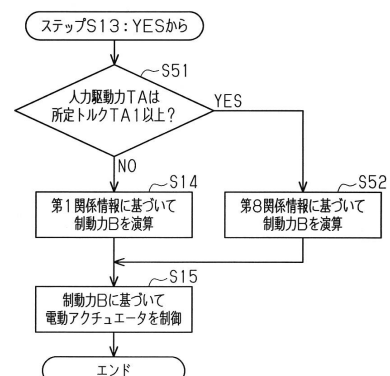 ステップS13：YESから
S51
人力駆動力TAは
所定トルクTA1以上？
YES
NO
S14
第1関係情報に基づいて
制動力Bを演算
S52
第8関係情報に基づいて
制動力Bを演算
S15
制動力Bに基づいて
電動アクチュエータを制御
エンド